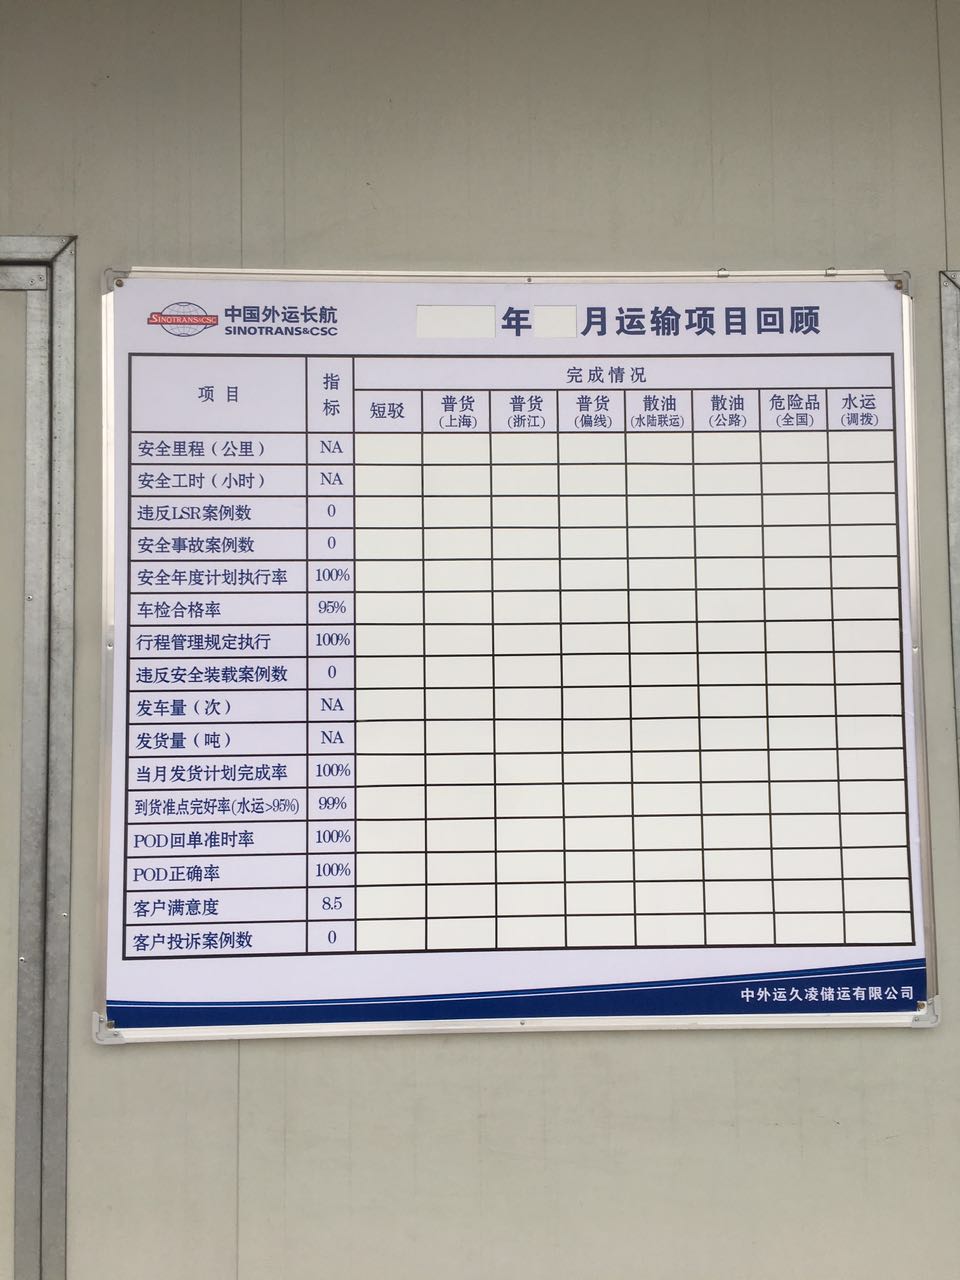 SINOTRANS&CSC
中国外运长航
SINOTRANS&CSC
年 月运输项目回顾
项目 指标 完成情况
短驳 普货(上海) 普货(浙江) 普货(偏线) 散油(水陆联运) 散油(公路) 危险品(全国) 水运(调拨)
安全里程(公里) NA
安全工时(小时) NA
违反LSR案例数 0
安全事故案例数 0
安全年度计划执行率 100%
车检合格率 95%
行程管理规定执行 100%
违反安全装载案例数 0
发车量(次) NA
发货量(吨) NA
当月发货计划完成率 100%
到货准点完好率(水运>95%) 99%
POD回单准时率 100%
POD正确率 100%
客户满意度 8.5
客户投诉案例数 0
中外运久凌储运有限公司